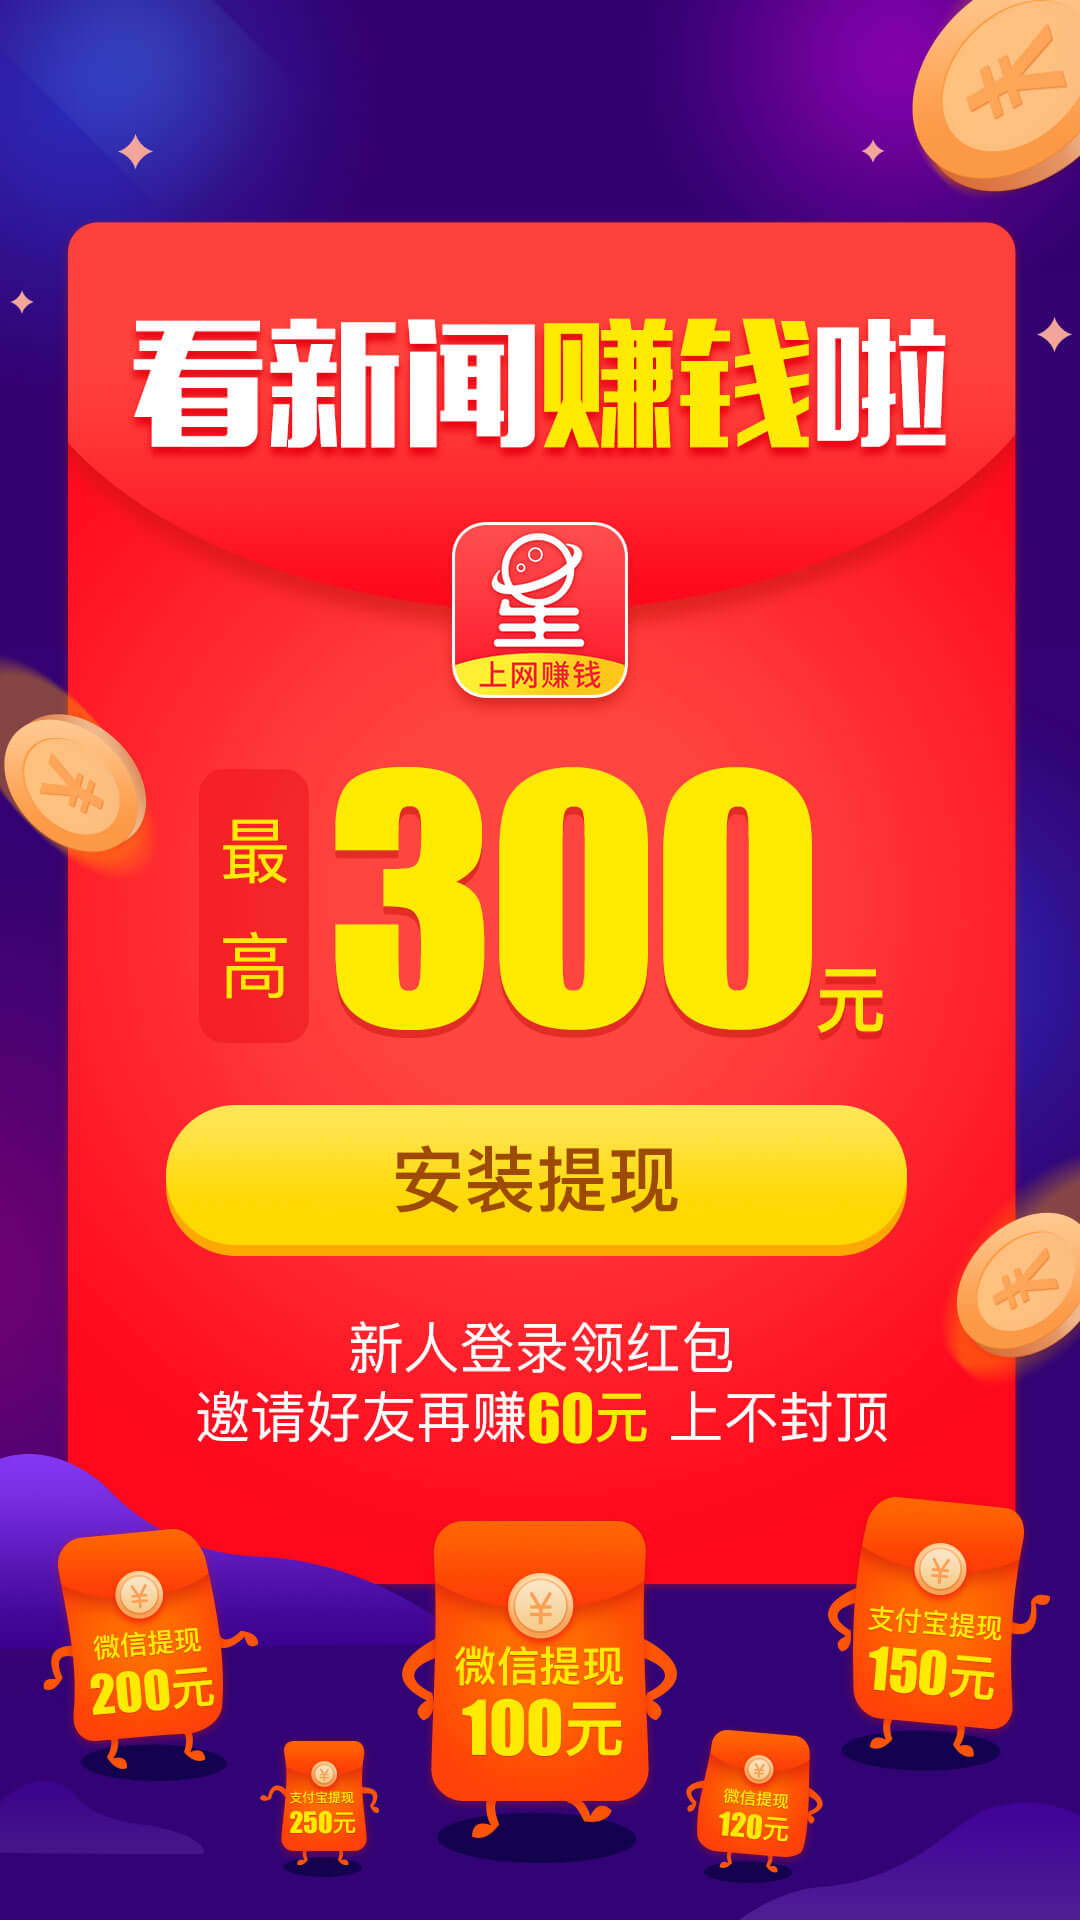 看新闻赚钱啦
星
上网赚钱
最高
300元
安装提现
新人登录领红包
邀请好友再赚60元 上不封顶
微信提现
200元
微信提现
100元
支付宝提现
150元
支付宝提现
250元
微信提现
120元